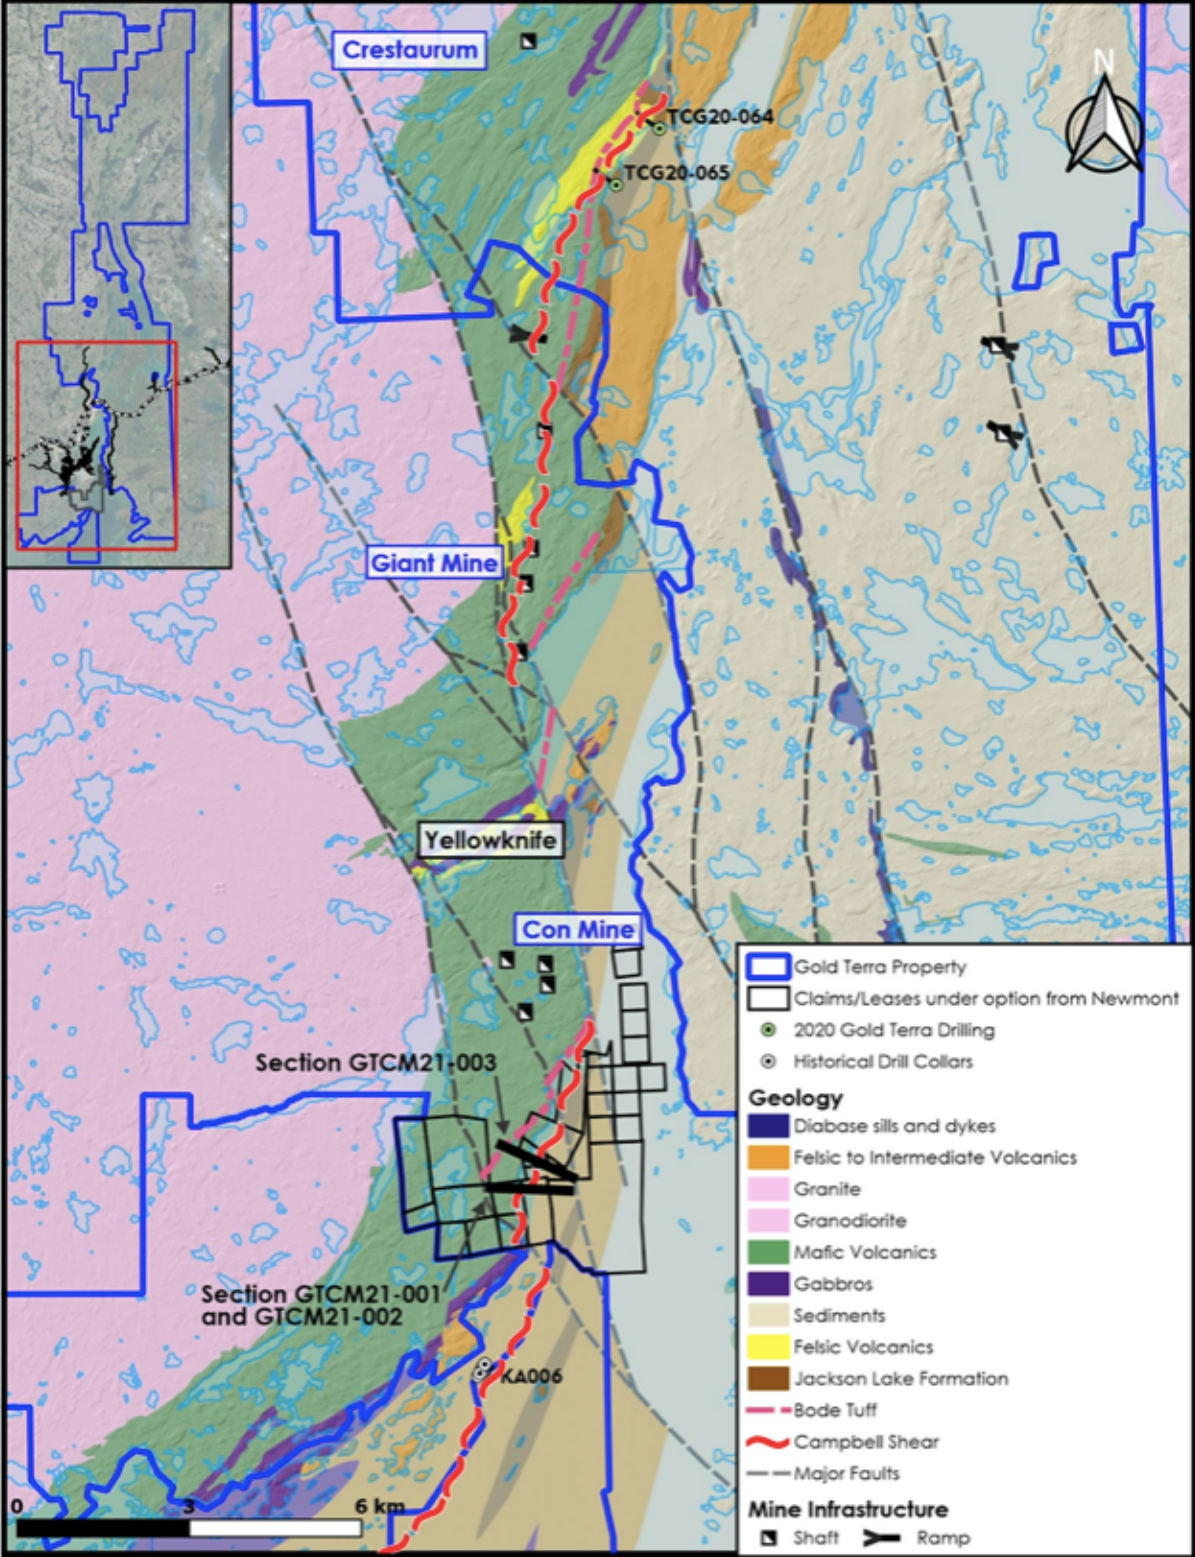 Crestaurum
N
TCG20-064
TCG20-065
Giant Mine
Yellowknife
Con Mine
Section GTCM21-003
Section GTCM21-001
and GTCM21-002
KA006
0 3 6 km
Gold Terra Property
Claims/Leases under option from Newmont
2020 Gold Terra Drilling
Historical Drill Collars
Geology
Diabase sills and dykes
Felsic to Intermediate Volcanics
Granite
Granodiorite
Mafic Volcanics
Gabbros
Sediments
Felsic Volcanics
Jackson Lake Formation
Bode Tuff
Campbell Shear
Major Faults
Mine Infrastructure
Shaft Ramp